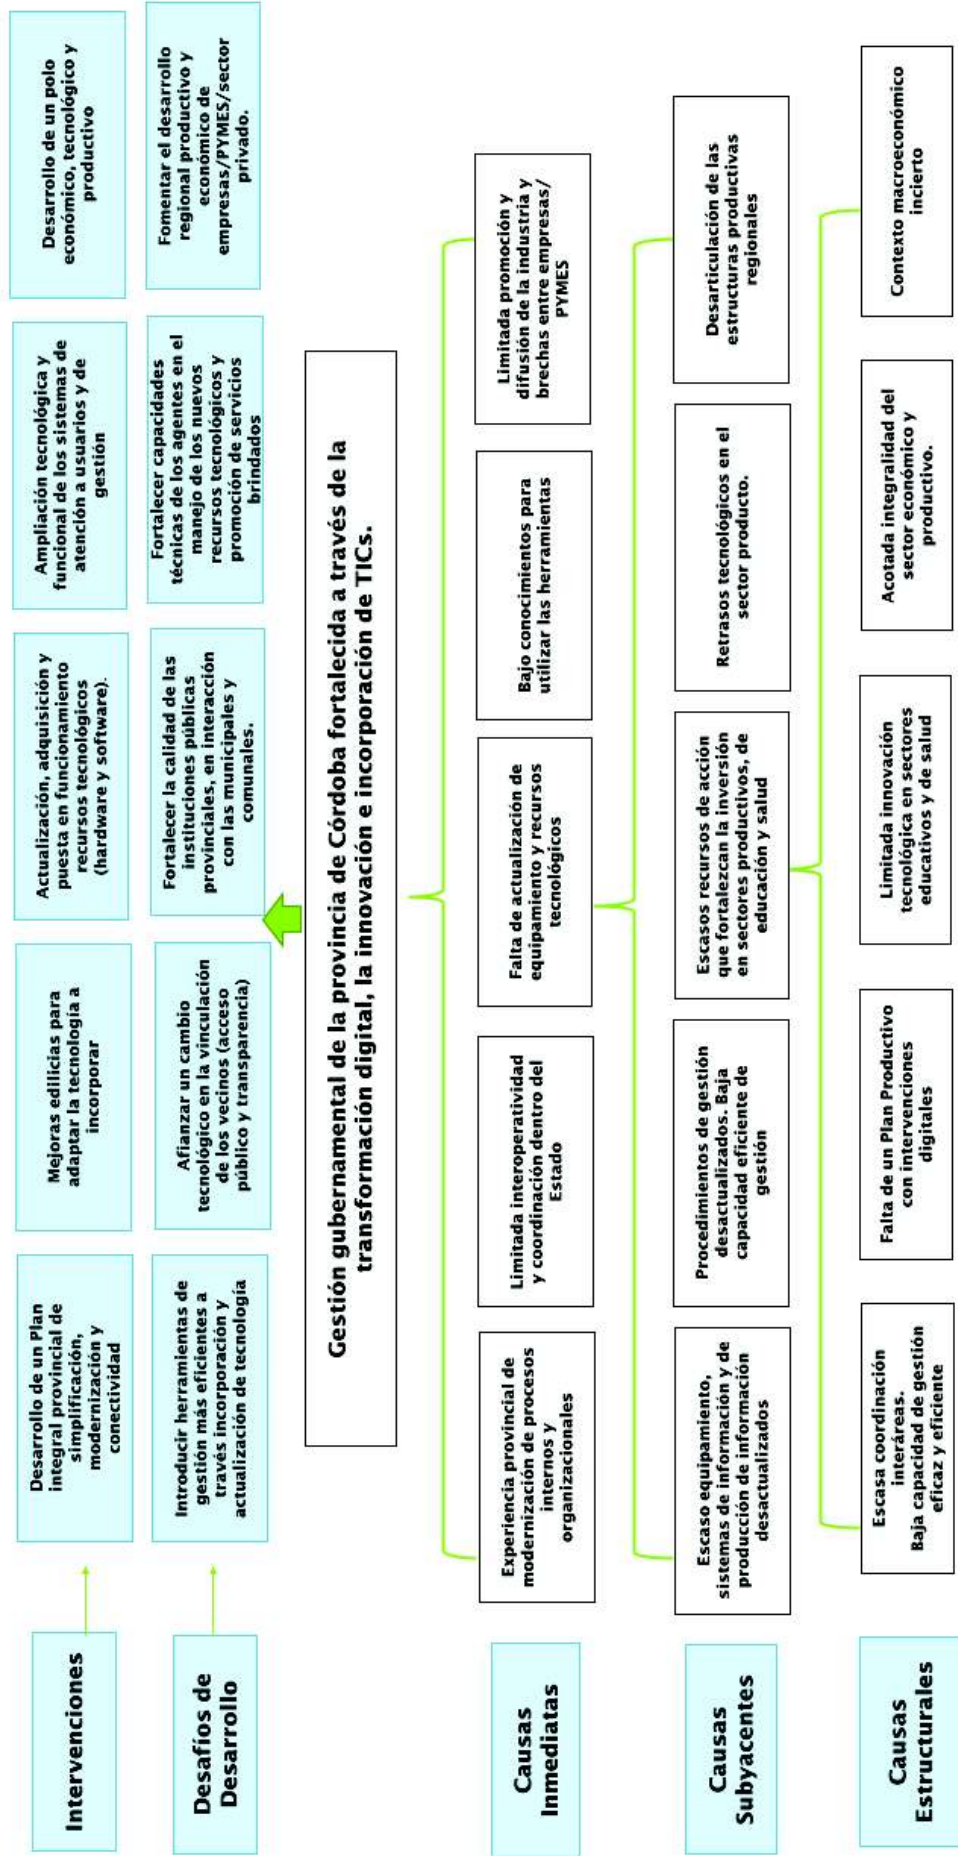 Intervenciones
Desarrollo de un Plan
integral provincial de
simplificación,
modernización y
conectividad
Mejoras edilicias para
adaptar la tecnología a
incorporar
Actualización, adquisición y
puesta en funcionamiento
recursos tecnológicos
(hardware y software).
Ampliación tecnológica y
funcional de los sistemas de
atención a usuarios y de
gestión
Desarrollo de un polo
económico, tecnológico y
productivo
Desafíos de
Desarrollo
Introducir herramientas de
gestión más eficientes a
través incorporación y
actualización de tecnología
Afianzar un cambio
tecnológico en la vinculación
de los vecinos (acceso
público y transparencia)
Fortalecer la calidad de las
instituciones públicas
provinciales, en interacción
con las municipales y
comunales.
Fortalecer capacidades
técnicas de los agentes en el
manejo de los nuevos
recursos tecnológicos y
promoción de servicios
brindados
Fomentar el desarrollo
regional productivo y
económico de
empresas/PYMES/sector
privado.
Gestión gubernamental de la provincia de Córdoba fortalecida a través de la
transformación digital, la innovación e incorporación de TICs.
Causas
Inmediatas
Experiencia provincial de
modernización de procesos
internos y
organizacionales
Limitada interoperatividad
y coordinación dentro del
Estado
Falta de actualización de
equipamiento y recursos
tecnológicos
Bajo conocimientos para
utilizar las herramientas
Limitada promoción y
difusión de la industria y
brechas entre empresas/
PYMES
Causas
Subyacentes
Escaso equipamiento,
sistemas de información y de
producción de información
desactualizados
Procedimientos de gestión
desactualizados. Baja
capacidad eficiente de
gestión
Escasos recursos de acción
que fortalezcan la inversión
en sectores productivos, de
educación y salud
Retrasos tecnológicos en el
sector producto.
Desarticulación de las
estructuras productivas
regionales
Causas
Estructurales
Escasa coordinación
interáreas.
Baja capacidad de gestión
eficaz y eficiente
Falta de un Plan Productivo
con intervenciones
digitales
Limitada innovación
tecnológica en sectores
educativos y de salud
Acotada integralidad del
sector económico y
productivo.
Contexto macroeconómico
incierto